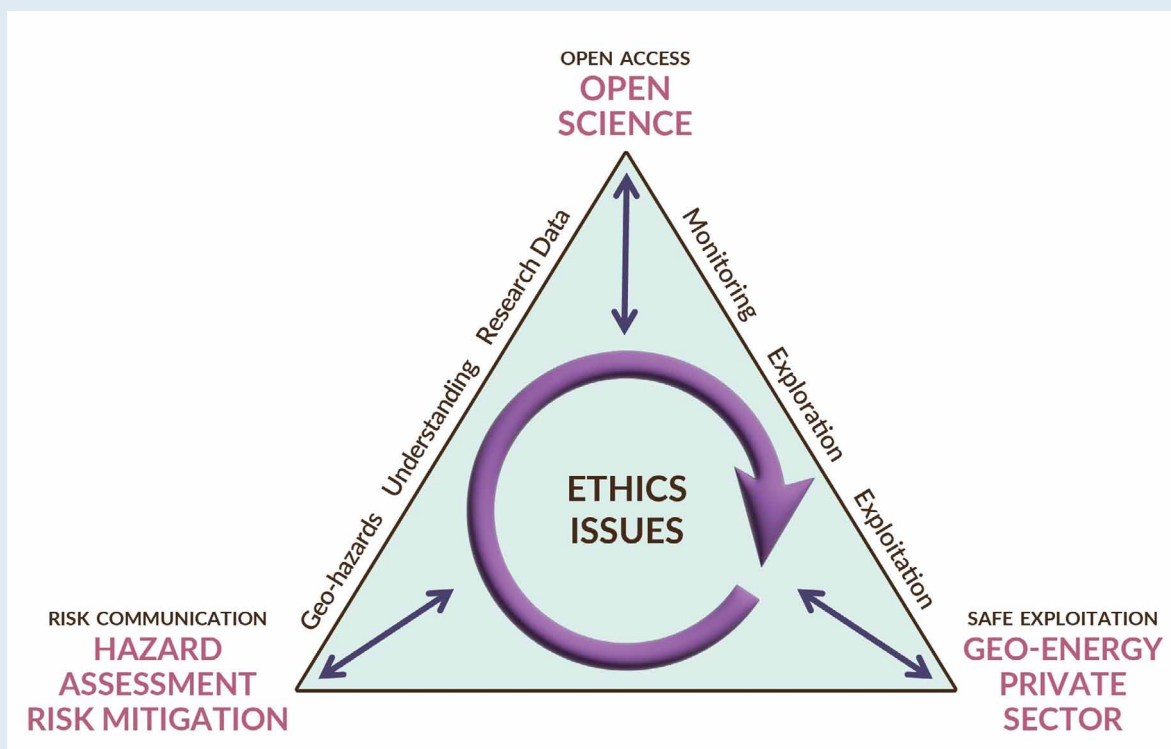 OPEN ACCESS
OPEN
SCIENCE
Geo-hazards Understanding Research Data
Monitoring Exploration Exploitation
ETHICS
ISSUES
RISK COMMUNICATION
HAZARD
ASSESSMENT
RISK MITIGATION
SAFE EXPLOITATION
GEO-ENERGY
PRIVATE
SECTOR